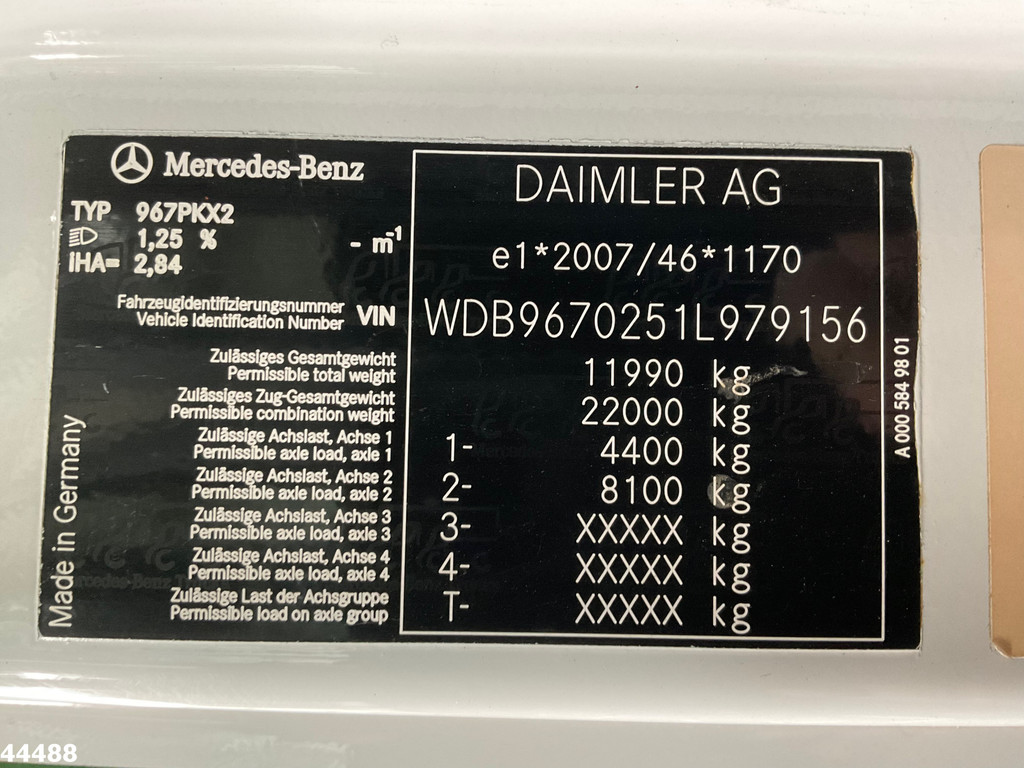 Mercedes-Benz
TYP 967PKX2
1,25 % - m-1
iHA= 2,84
DAIMLER AG
e1*2007/46*1170
Fahrzeugidentifizierungsnummer
Vehicle Identification Number VIN WDB9670251L979156
Zulässiges Gesamtgewicht
Permissible total weight 11990 kg
Zulässiges Zug-Gesamtgewicht
Permissible combination weight 22000 kg
Zulässige Achslast, Achse 1
Permissible axle load, axle 1 1- 4400 kg
Zulässige Achslast, Achse 2
Permissible axle load, axle 2 2- 8100 kg
Zulässige Achslast, Achse 3
Permissible axle load, axle 3 3- XXXXX kg
Zulässige Achslast, Achse 4
Permissible axle load, axle 4 4- XXXXX kg
Zulässige Last der Achsgruppe
Permissible load on axle group T- XXXXX kg
Made in Germany
A 000 584 98 01
44488